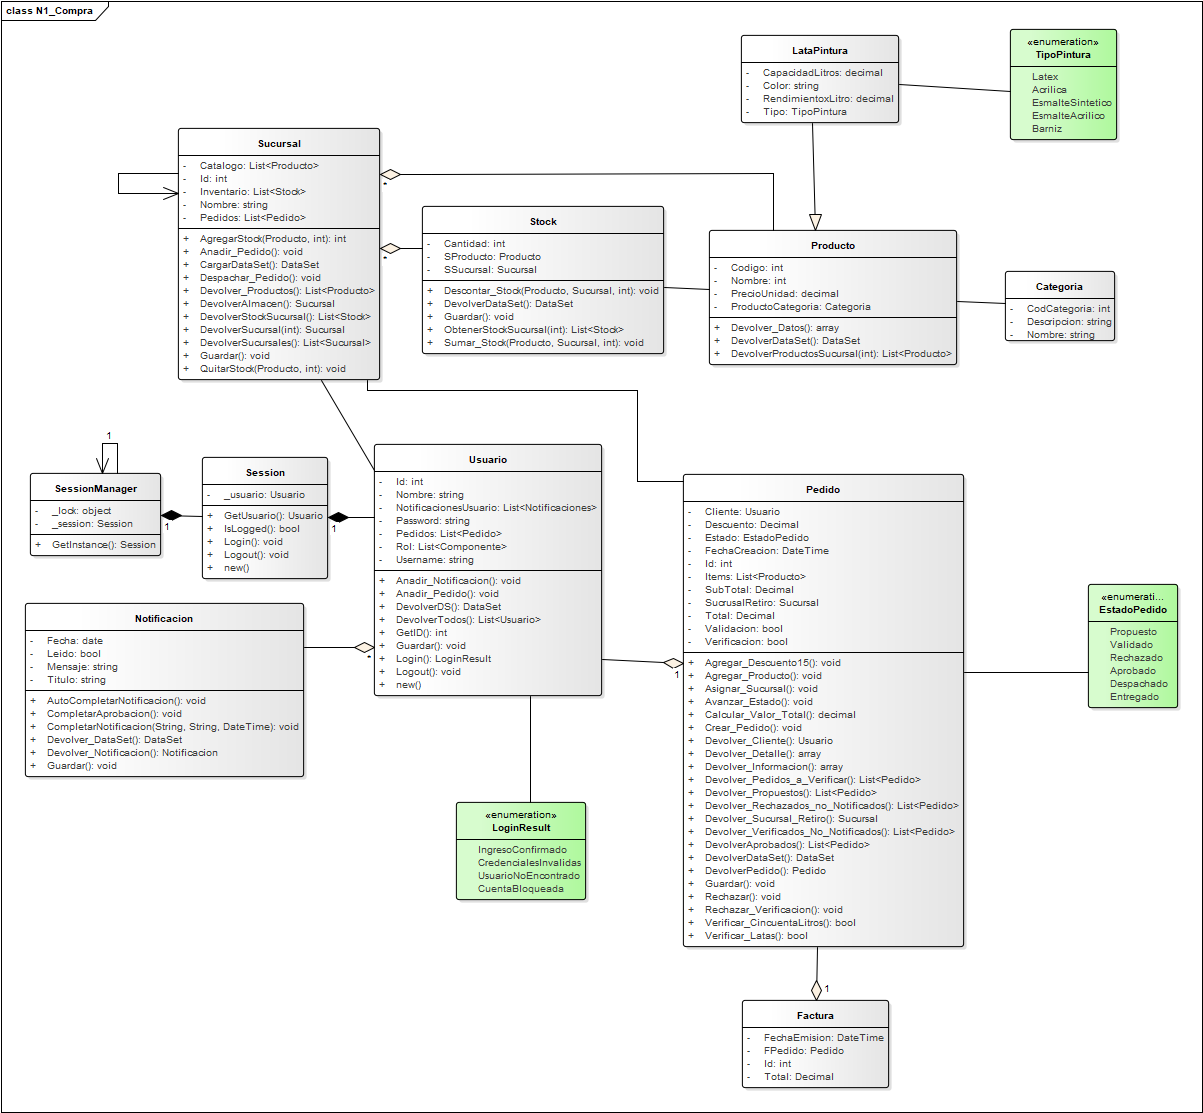 class N1_Compra
LataPintura
- CapacidadLitros: decimal
- Color: string
- RendimientoxLitro: decimal
- Tipo: TipoPintura
«enumeration»
TipoPintura
Latex
Acrilica
EsmalteSintetico
EsmalteAcrilico
Barniz
Sucursal
- Catalogo: List<Producto>
- Id: int
- Inventario: List<Stock>
- Nombre: string
- Pedidos: List<Pedido>
+ AgregarStock(Producto, int): int
+ Anadir_Pedido(): void
+ CargarDataSet(): DataSet
+ Despachar_Pedido(): void
+ Devolver_Productos(): List<Producto>
+ DevolverAlmacen(): Sucursal
+ DevolverStockSucursal(): List<Stock>
+ DevolverSucursal(int): Sucursal
+ DevolverSucursales(): List<Sucursal>
+ Guardar(): void
+ QuitarStock(Producto, int): void
*
*
Stock
- Cantidad: int
- SProducto: Producto
- SSucursal: Sucursal
+ Descontar_Stock(Producto, Sucursal, int): void
+ DevolverDataSet(): DataSet
+ Guardar(): void
+ ObtenerStockSucursal(int): List<Stock>
+ Sumar_Stock(Producto, Sucursal, int): void
Producto
- Codigo: int
- Nombre: int
- PrecioUnidad: decimal
- ProductoCategoria: Categoria
+ Devolver_Datos(): array
+ DevolverDataSet(): DataSet
+ DevolverProductosSucursal(int): List<Producto>
Categoria
- CodCategoria: int
- Descripcion: string
- Nombre: string
1
SessionManager
- _lock: object
- _session: Session
+ GetInstance(): Session
1
Session
- _usuario: Usuario
+ GetUsuario(): Usuario
+ IsLogged(): bool
+ Login(): void
+ Logout(): void
+ new()
1
Usuario
- Id: int
- Nombre: string
- NotificacionesUsuario: List<Notificaciones>
- Password: string
- Pedidos: List<Pedido>
- Rol: List<Componente>
- Username: string
+ Anadir_Notificacion(): void
+ Anadir_Pedido(): void
+ DevolverDS(): DataSet
+ DevolverTodos(): List<Usuario>
+ GetID(): int
+ Guardar(): void
+ Login(): LoginResult
+ Logout(): void
+ new()
Notificacion
- Fecha: date
- Leido: bool
- Mensaje: string
- Titulo: string
+ AutoCompletarNotificacion(): void
+ CompletarAprobacion(): void
+ CompletarNotificacion(String, String, DateTime): void
+ Devolver_DataSet(): DataSet
+ Devolver_Notificacion(): Notificacion
+ Guardar(): void
*
1
Pedido
- Cliente: Usuario
- Descuento: Decimal
- Estado: EstadoPedido
- FechaCreacion: DateTime
- Id: int
- Items: List<Producto>
- SubTotal: Decimal
- SucrusalRetiro: Sucursal
- Total: Decimal
- Validacion: bool
- Verificacion: bool
+ Agregar_Descuento15(): void
+ Agregar_Producto(): void
+ Asignar_Sucursal(): void
+ Avanzar_Estado(): void
+ Calcular_Valor_Total(): decimal
+ Crear_Pedido(): void
+ Devolver_Cliente(): Usuario
+ Devolver_Detalle(): array
+ Devolver_Informacion(): array
+ Devolver_Pedidos_a_Verificar(): List<Pedido>
+ Devolver_Propuestos(): List<Pedido>
+ Devolver_Rechazados_no_Notificados(): List<Pedido>
+ Devolver_Sucursal_Retiro(): Sucursal
+ Devolver_Verificados_No_Notificados(): List<Pedido>
+ DevolverAprobados(): List<Pedido>
+ DevolverDataSet(): DataSet
+ DevolverPedido(): Pedido
+ Guardar(): void
+ Rechazar(): void
+ Rechazar_Verificacion(): void
+ Verificar_CincuentaLitros(): bool
+ Verificar_Latas(): bool
«enumerati...
EstadoPedido
Propuesto
Validado
Rechazado
Aprobado
Despachado
Entregado
«enumeration»
LoginResult
IngresoConfirmado
CredencialesInvalidas
UsuarioNoEncontrado
CuentaBloqueada
1
Factura
- FechaEmision: DateTime
- FPedido: Pedido
- Id: int
- Total: Decimal